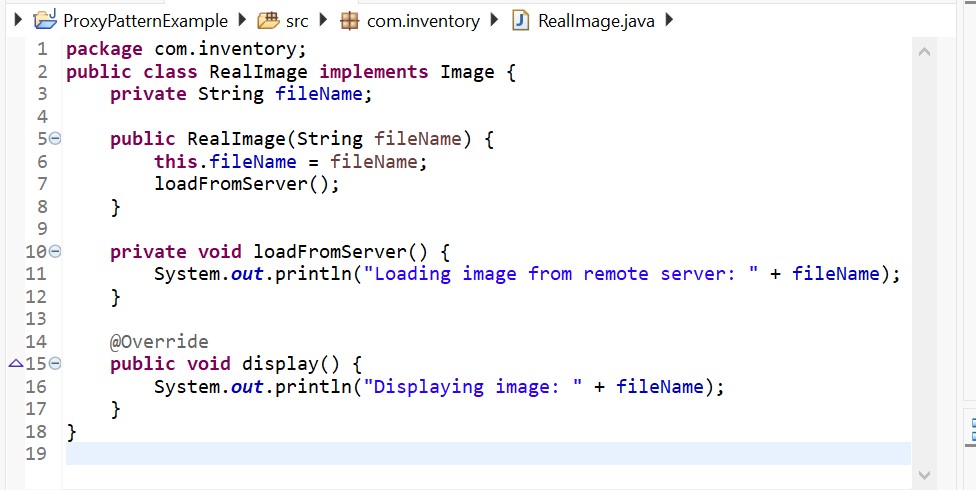 ProxyPatternExample src com.inventory RealImage.java
1 package com.inventory;
2 public class RealImage implements Image {
3     private String fileName;
4
5     public RealImage(String fileName) {
6         this.fileName = fileName;
7         loadFromServer();
8     }
9
10     private void loadFromServer() {
11         System.out.println("Loading image from remote server: " + fileName);
12     }
13
14     @Override
15     public void display() {
16         System.out.println("Displaying image: " + fileName);
17     }
18 }
19